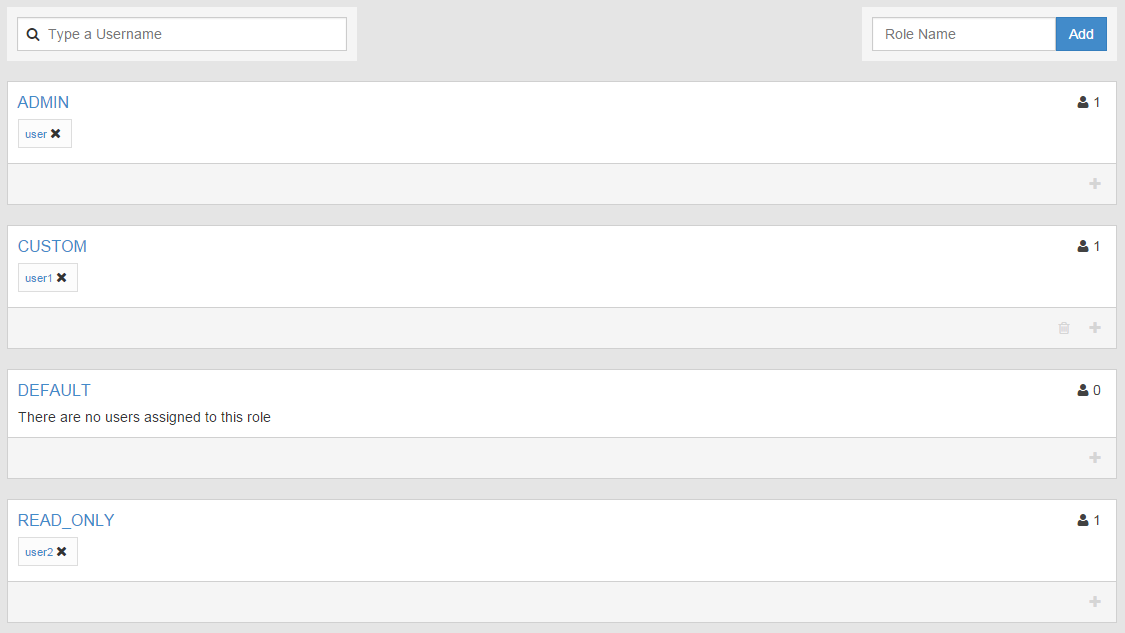 Type a Username
Role Name Add
ADMIN 1
user
CUSTOM 1
user1
DEFAULT 0
There are no users assigned to this role
READ_ONLY 1
user2